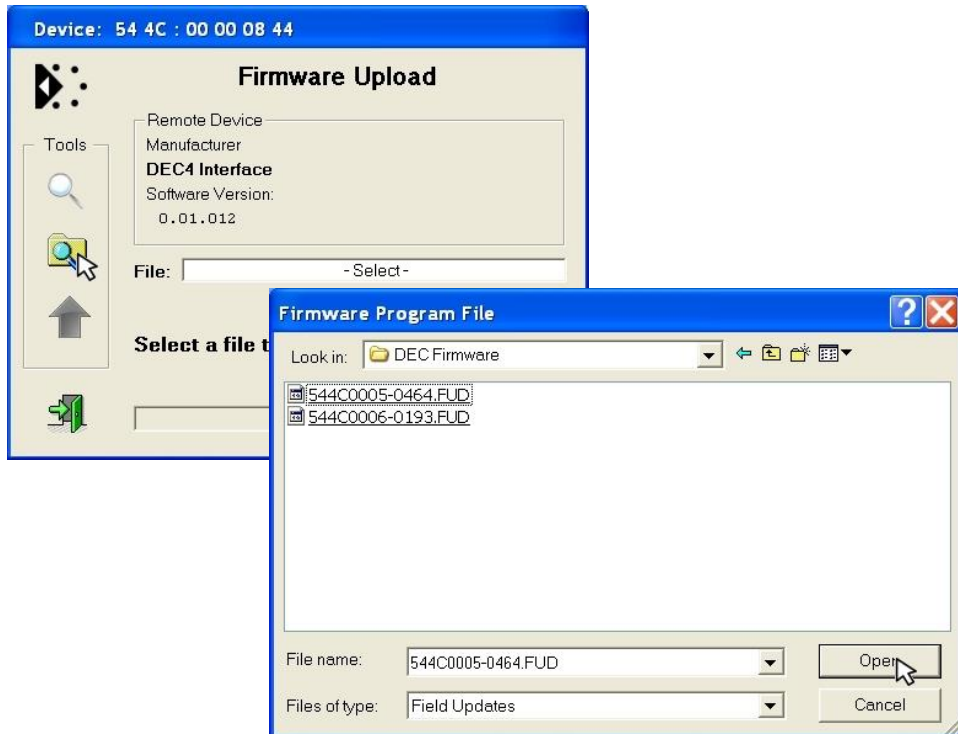 Device: 54 4C : 00 00 08 44
Firmware Upload
Tools
Remote Device
Manufacturer
DEC4 Interface
Software Version:
0.01.012
File: -Select-
Select a file t
Firmware Program File
Look in: DEC Firmware
544C0005-0464.FUD
544C0006-0193.FUD
File name: 544C0005-0464.FUD
Open
Files of type: Field Updates
Cancel